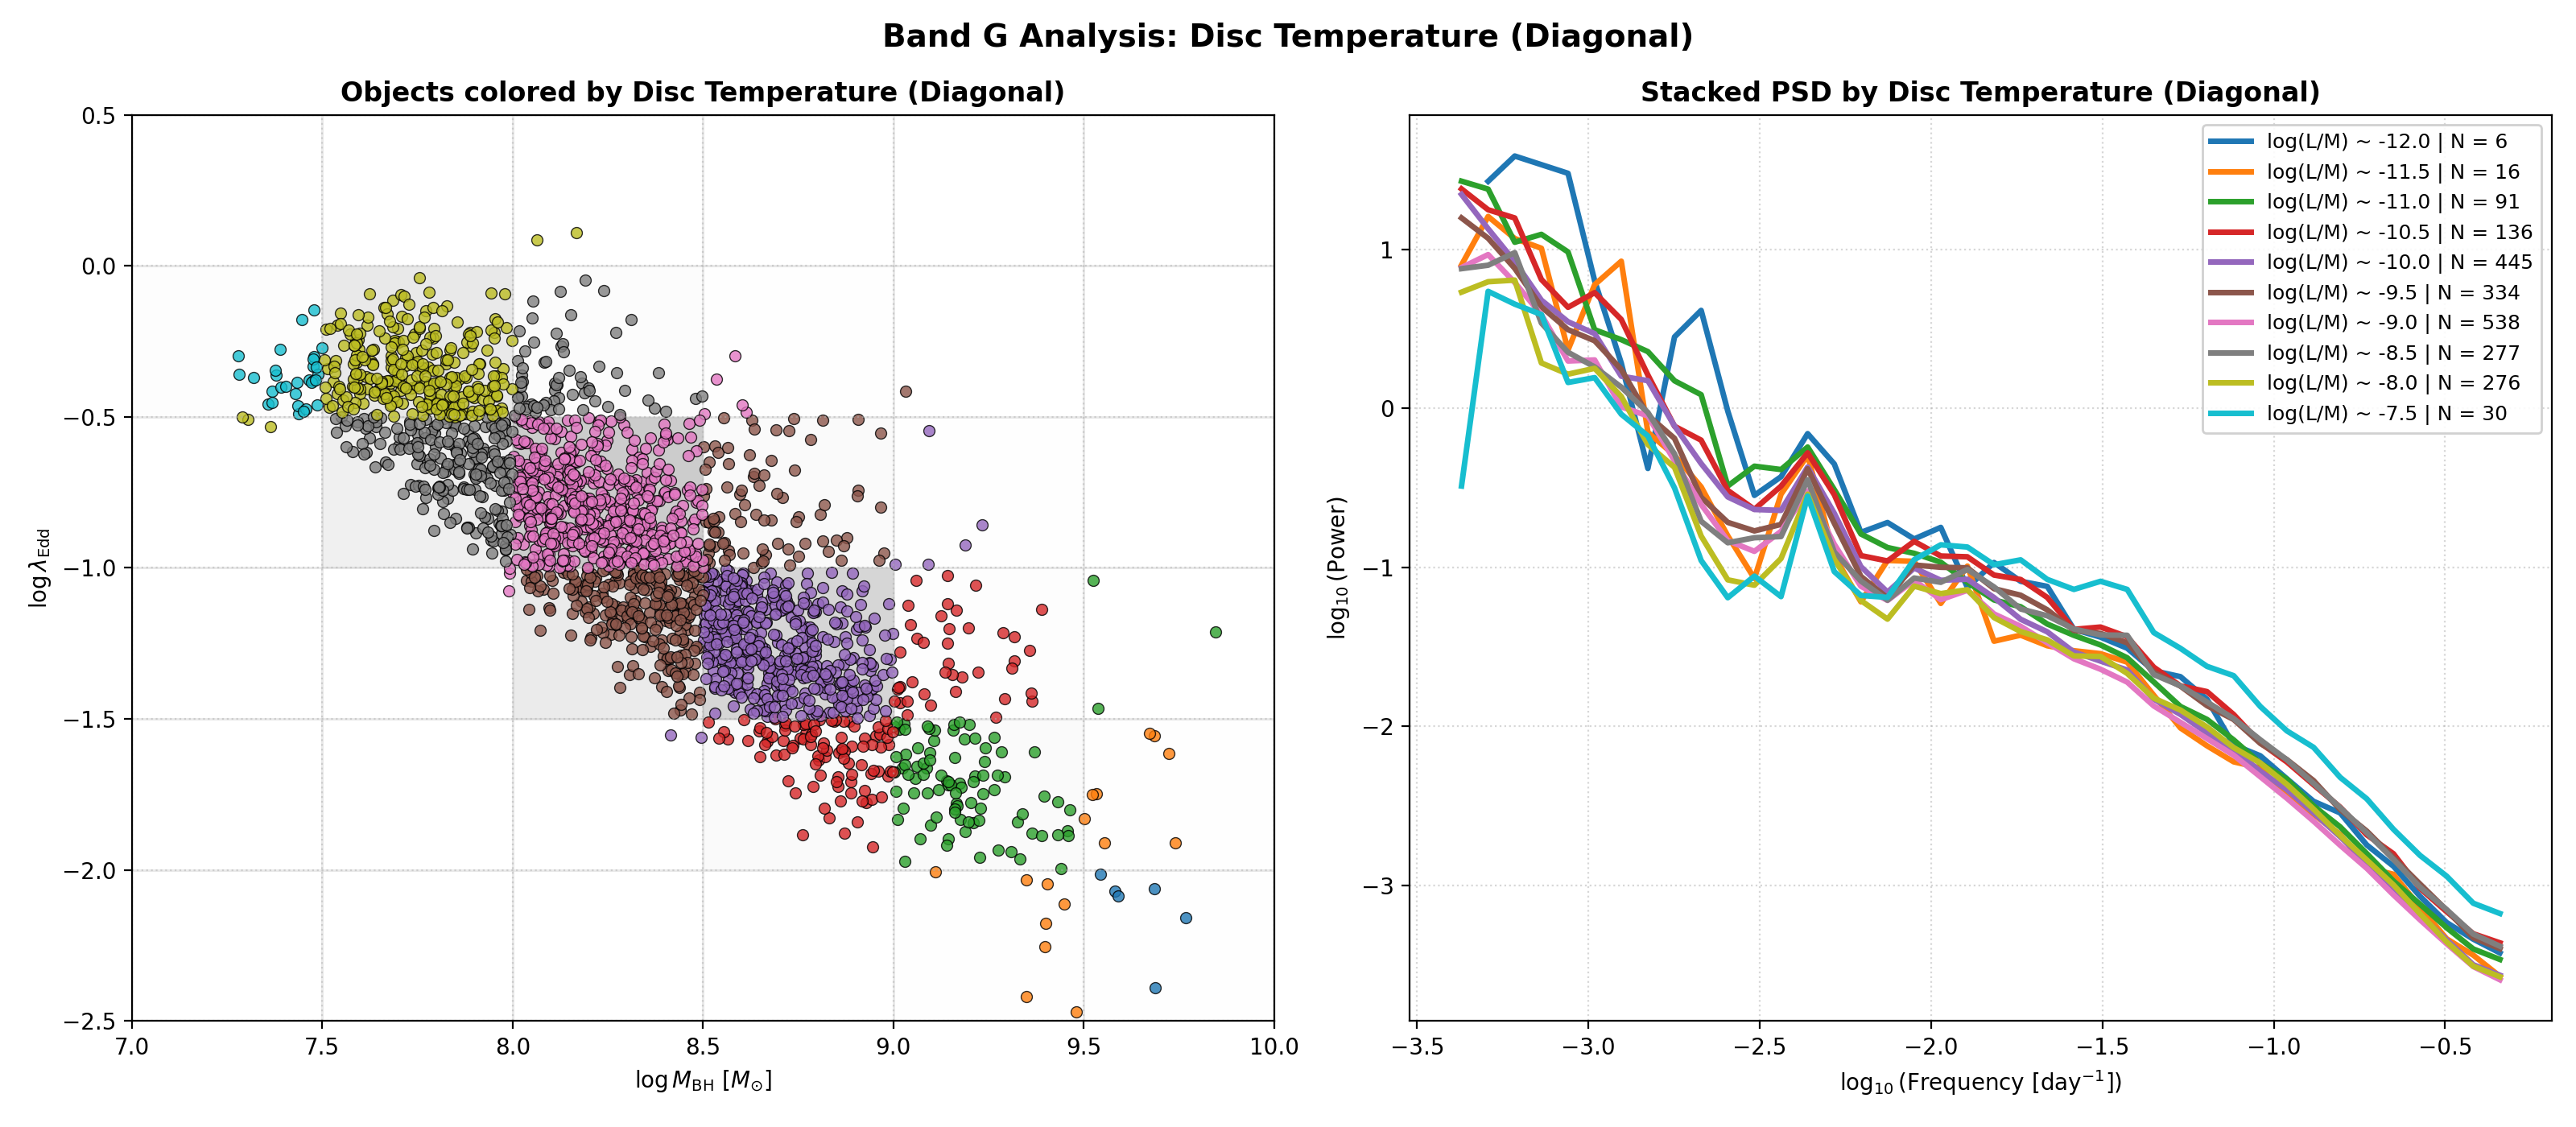 Band G Analysis: Disc Temperature (Diagonal)
Objects colored by Disc Temperature (Diagonal)
0.5
0.0
−0.5
−1.0
−1.5
−2.0
−2.5
log λ_Edd
7.0 7.5 8.0 8.5 9.0 9.5 10.0
log M_BH [M_⊙]
Stacked PSD by Disc Temperature (Diagonal)
log(L/M) ~ -12.0 | N = 6
log(L/M) ~ -11.5 | N = 16
log(L/M) ~ -11.0 | N = 91
log(L/M) ~ -10.5 | N = 136
log(L/M) ~ -10.0 | N = 445
log(L/M) ~ -9.5 | N = 334
log(L/M) ~ -9.0 | N = 538
log(L/M) ~ -8.5 | N = 277
log(L/M) ~ -8.0 | N = 276
log(L/M) ~ -7.5 | N = 30
1
0
−1
−2
−3
log₁₀ (Power)
−3.5 −3.0 −2.5 −2.0 −1.5 −1.0 −0.5
log₁₀ (Frequency [day⁻¹])